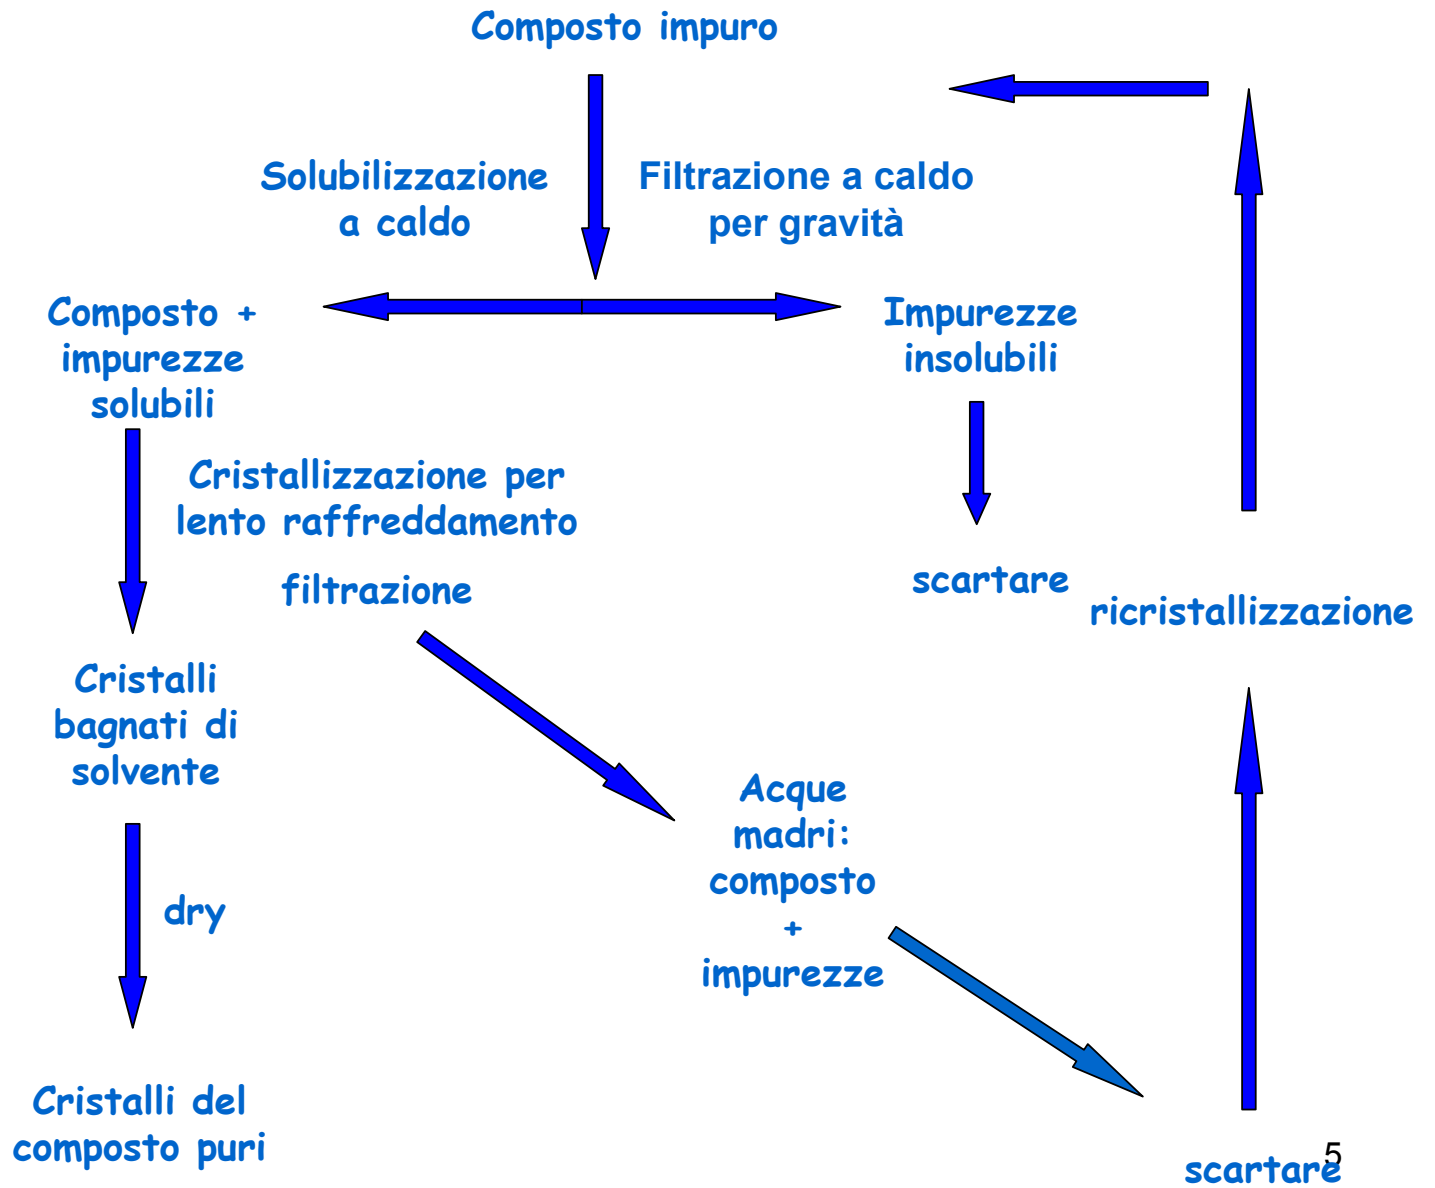 Composto impuro
Solubilizzazione
a caldo
Filtrazione a caldo
per gravità
Composto +
impurezze
solubili
Impurezze
insolubili
Cristallizzazione per
lento raffreddamento
filtrazione
scartare
ricristallizzazione
Cristalli
bagnati di
solvente
Acque
madri:
composto
+
impurezze
dry
Cristalli del
composto puri
scartare
5